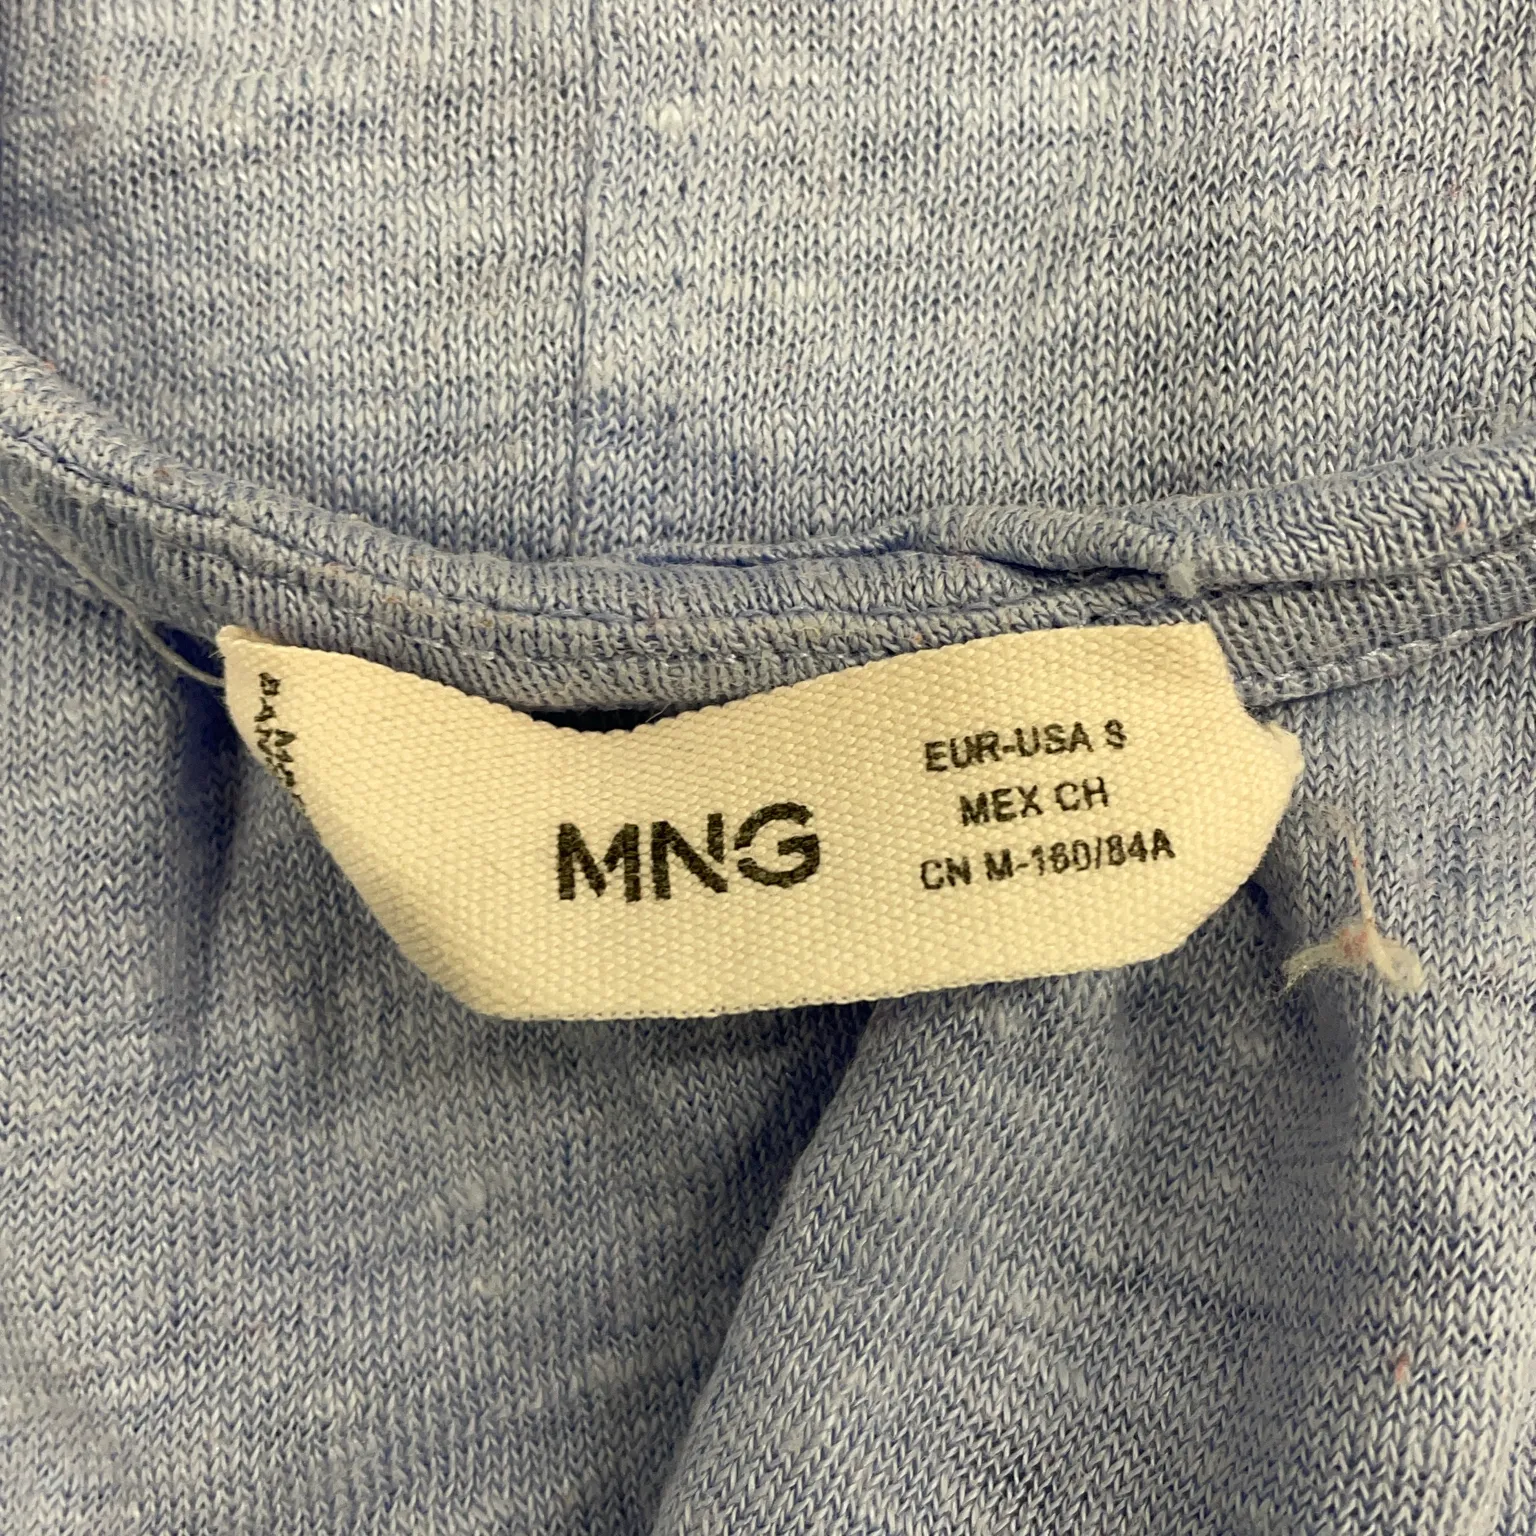 MNG
EUR-USA S
MEX CH
CN M-160/84A